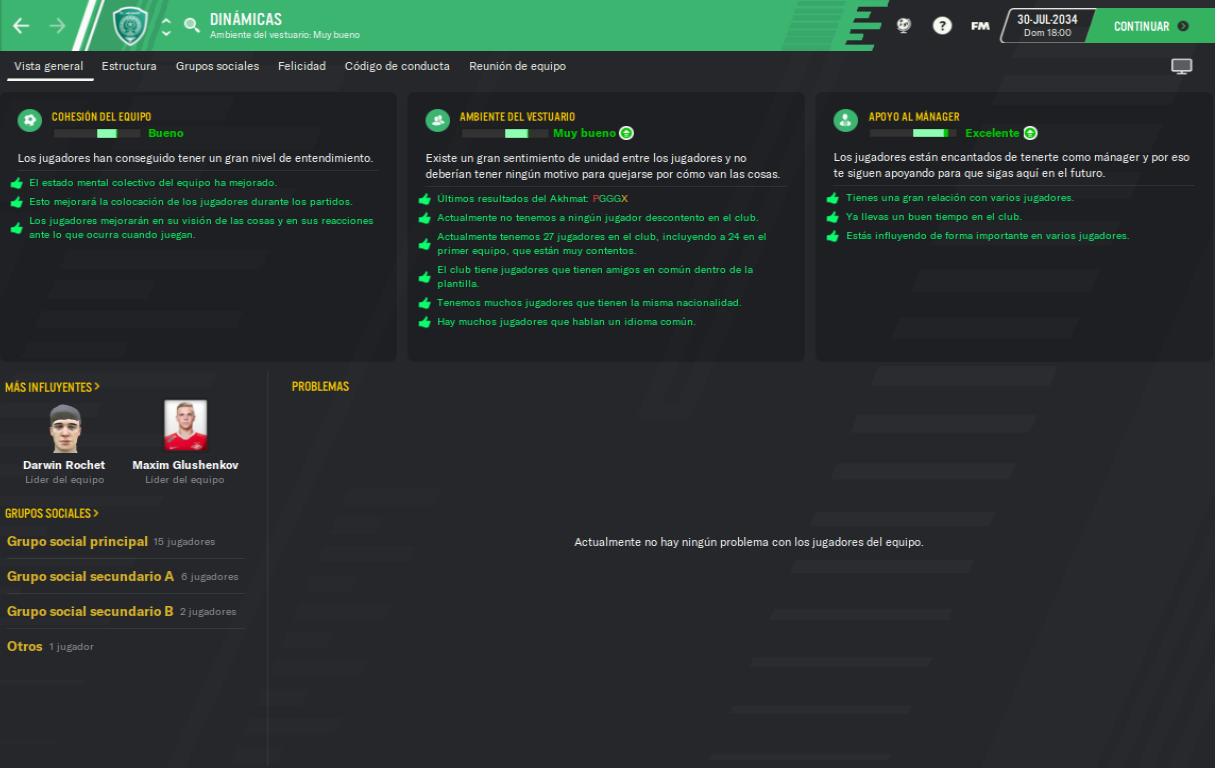 DINÁMICAS
Ambiente del vestuario: Muy bueno
?
FM
30-JUL-2034
Dom 18:00
CONTINUAR
Vista general
Estructura
Grupos sociales
Felicidad
Código de conducta
Reunión de equipo
COHESIÓN DEL EQUIPO
Bueno
Los jugadores han conseguido tener un gran nivel de entendimiento.
El estado mental colectivo del equipo ha mejorado.
Esto mejorará la colocación de los jugadores durante los partidos.
Los jugadores mejorarán en su visión de las cosas y en sus reacciones
ante lo que ocurra cuando juegan.
AMBIENTE DEL VESTUARIO
Muy bueno
Existe un gran sentimiento de unidad entre los jugadores y no
deberían tener ningún motivo para quejarse por cómo van las cosas.
Últimos resultados del Akhmat: PGGGX
Actualmente no tenemos a ningún jugador descontento en el club.
Actualmente tenemos 27 jugadores en el club, incluyendo a 24 en el
primer equipo, que están muy contentos.
El club tiene jugadores que tienen amigos en común dentro de la
plantilla.
Tenemos muchos jugadores que tienen la misma nacionalidad.
Hay muchos jugadores que hablan un idioma común.
APOYO AL MÁNAGER
Excelente
Los jugadores están encantados de tenerte como mánager y por eso
te siguen apoyando para que sigas aquí en el futuro.
Tienes una gran relación con varios jugadores.
Ya llevas un buen tiempo en el club.
Estás influyendo de forma importante en varios jugadores.
MÁS INFLUYENTES >
Darwin Rochet
Líder del equipo
Maxim Glushenkov
Líder del equipo
GRUPOS SOCIALES >
Grupo social principal 15 jugadores
Grupo social secundario A 6 jugadores
Grupo social secundario B 2 jugadores
Otros 1 jugador
PROBLEMAS
Actualmente no hay ningún problema con los jugadores del equipo.